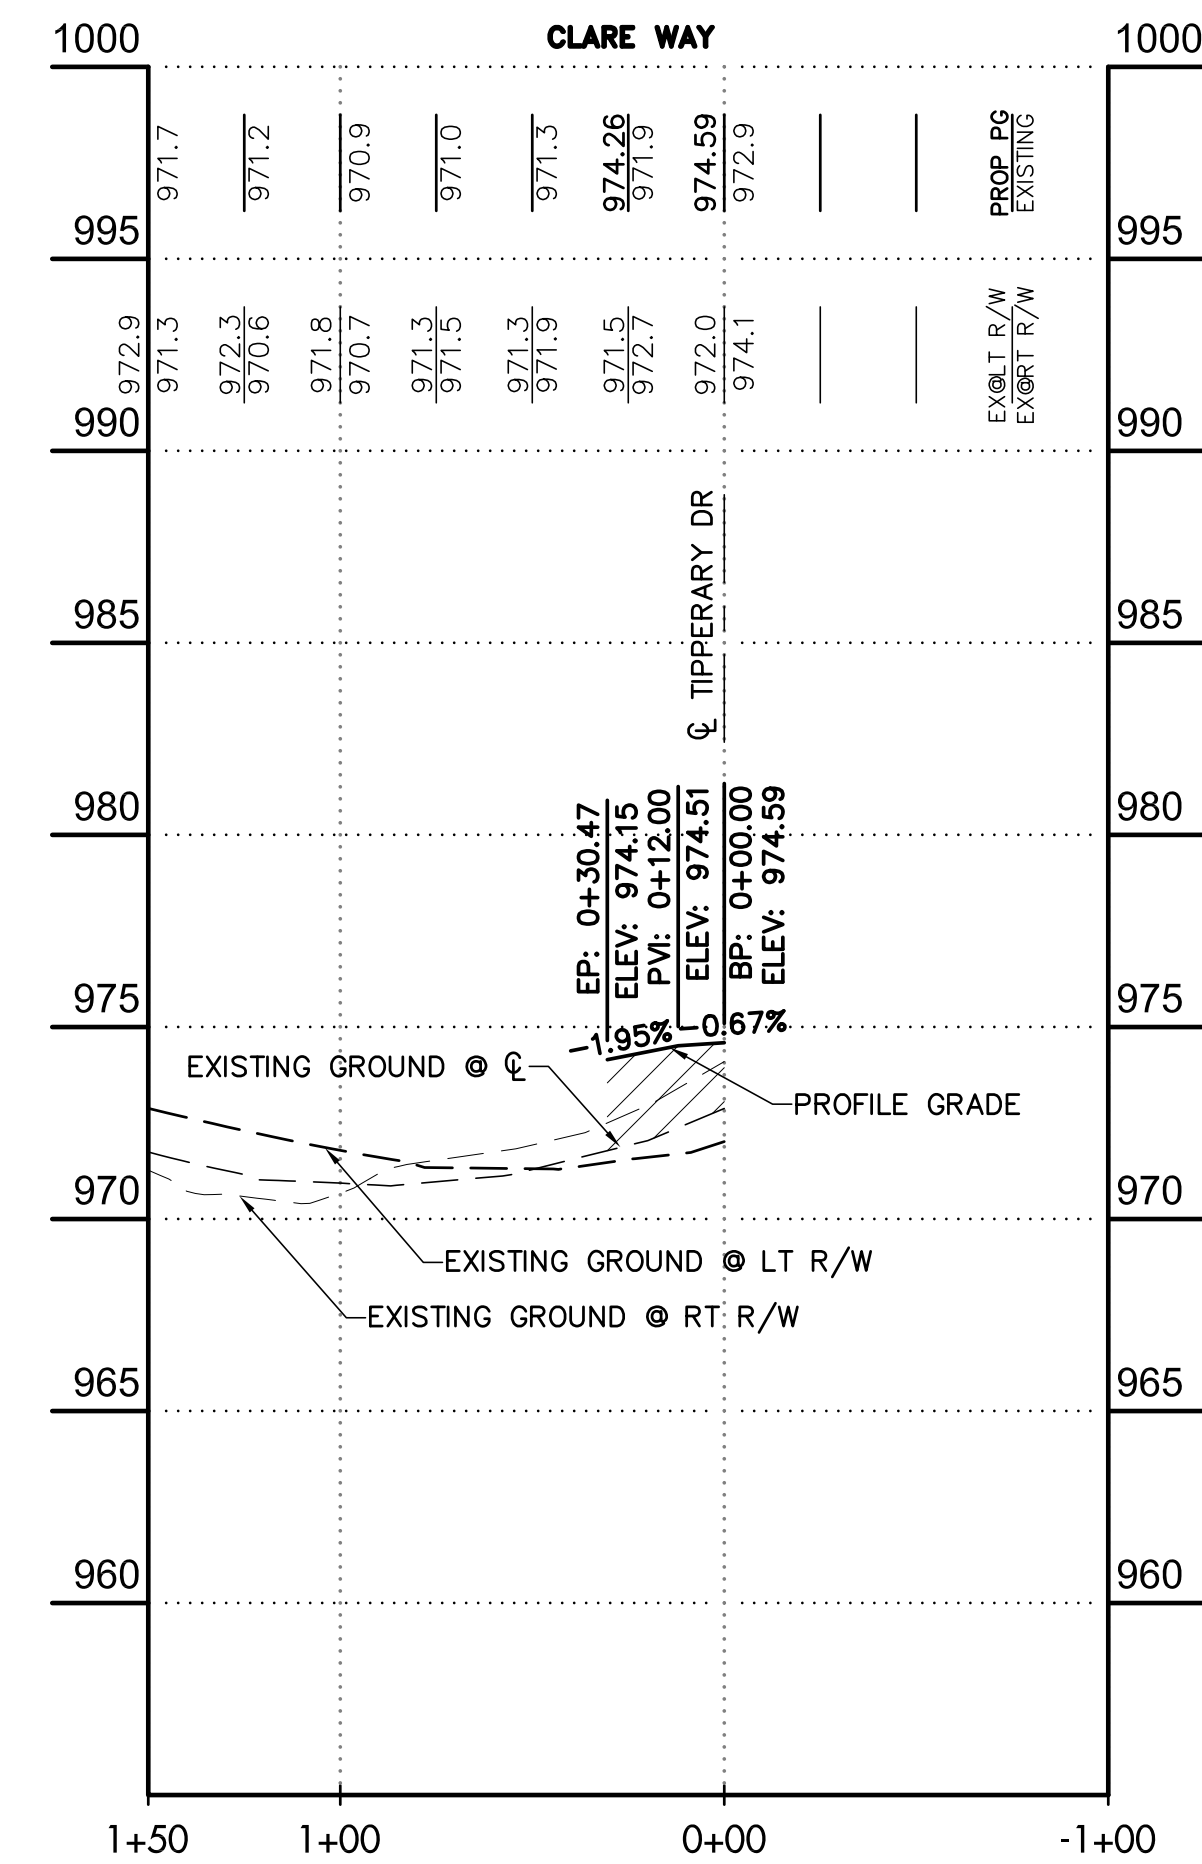 CLARE WAY
1000
1000
971.7
971.2
970.9
971.0
971.3
974.26
971.9
974.59
972.9
PROP PG
EXISTING
995
995
972.9
971.3
972.3
970.6
971.8
970.7
971.3
971.5
971.3
971.9
971.5
972.7
972.0
974.1
EX@LT R/W
EX@RT R/W
990
990
℄ TIPPERARY DR
985
985
980
980
EP: 0+30.47
ELEV: 974.15
PVI: 0+12.00
ELEV: 974.51
BP: 0+00.00
ELEV: 974.59
975
975
-1.95%
-0.67%
EXISTING GROUND @ ℄
PROFILE GRADE
970
970
EXISTING GROUND @ LT R/W
EXISTING GROUND @ RT R/W
965
965
960
960
1+50
1+00
0+00
-1+00